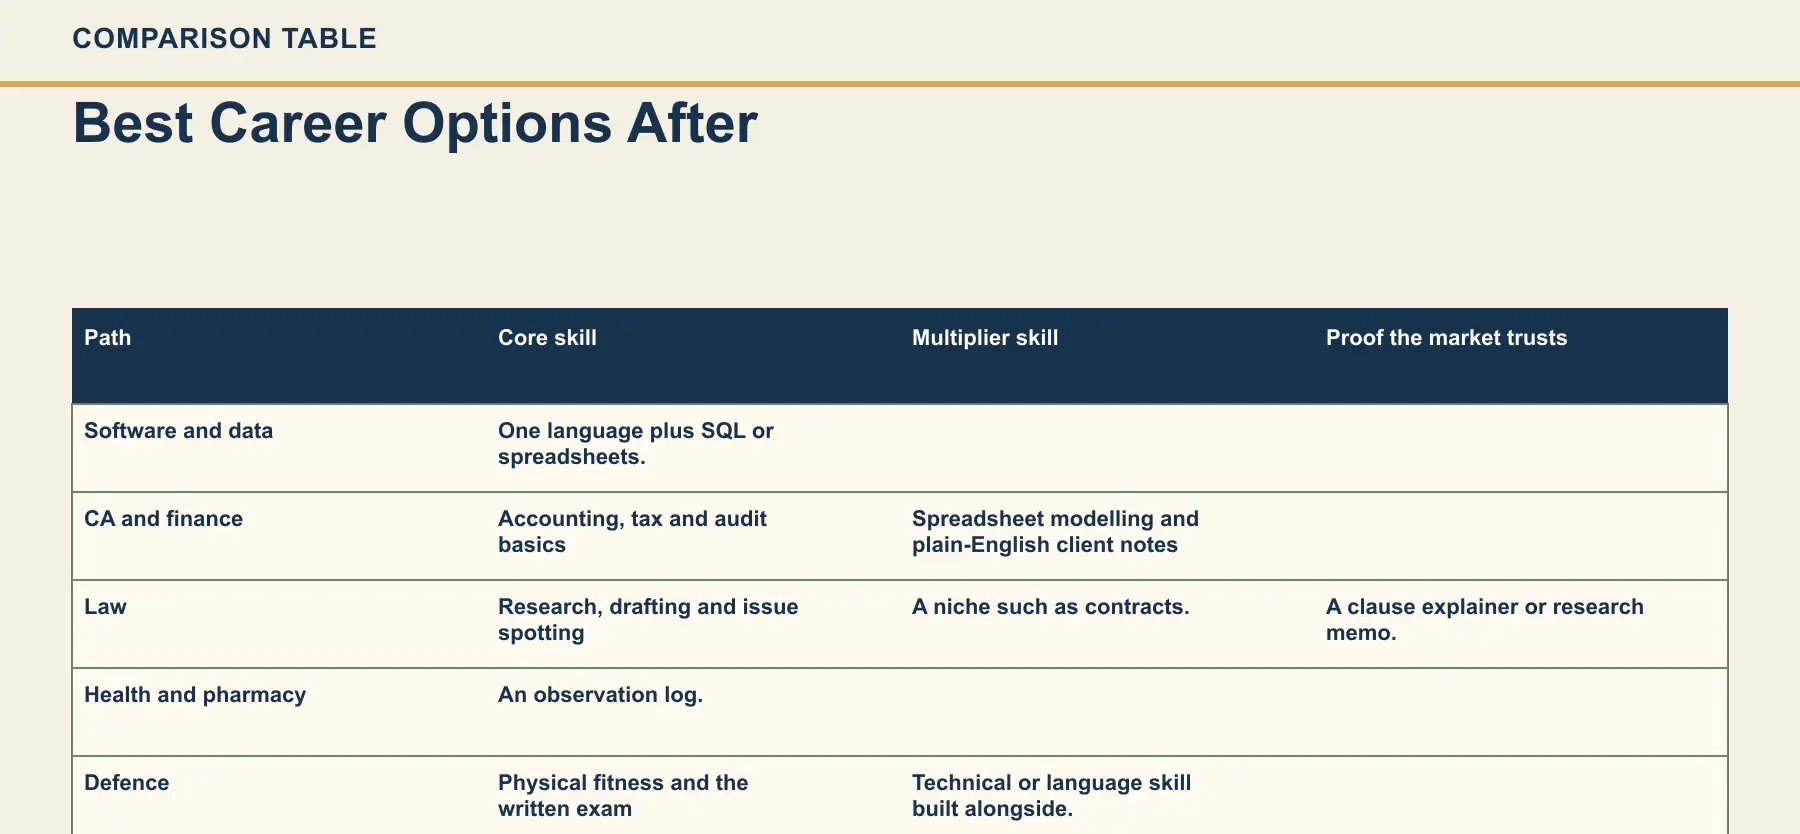 COMPARISON TABLE
Best Career Options After
Path Core skill Multiplier skill Proof the market trusts
Software and data One language plus SQL or
spreadsheets.
CA and finance Accounting, tax and audit Spreadsheet modelling and
basics plain-English client notes
Law Research, drafting and issue A niche such as contracts. A clause explainer or research
spotting memo.
Health and pharmacy An observation log.
Defence Physical fitness and the Technical or language skill
written exam built alongside.